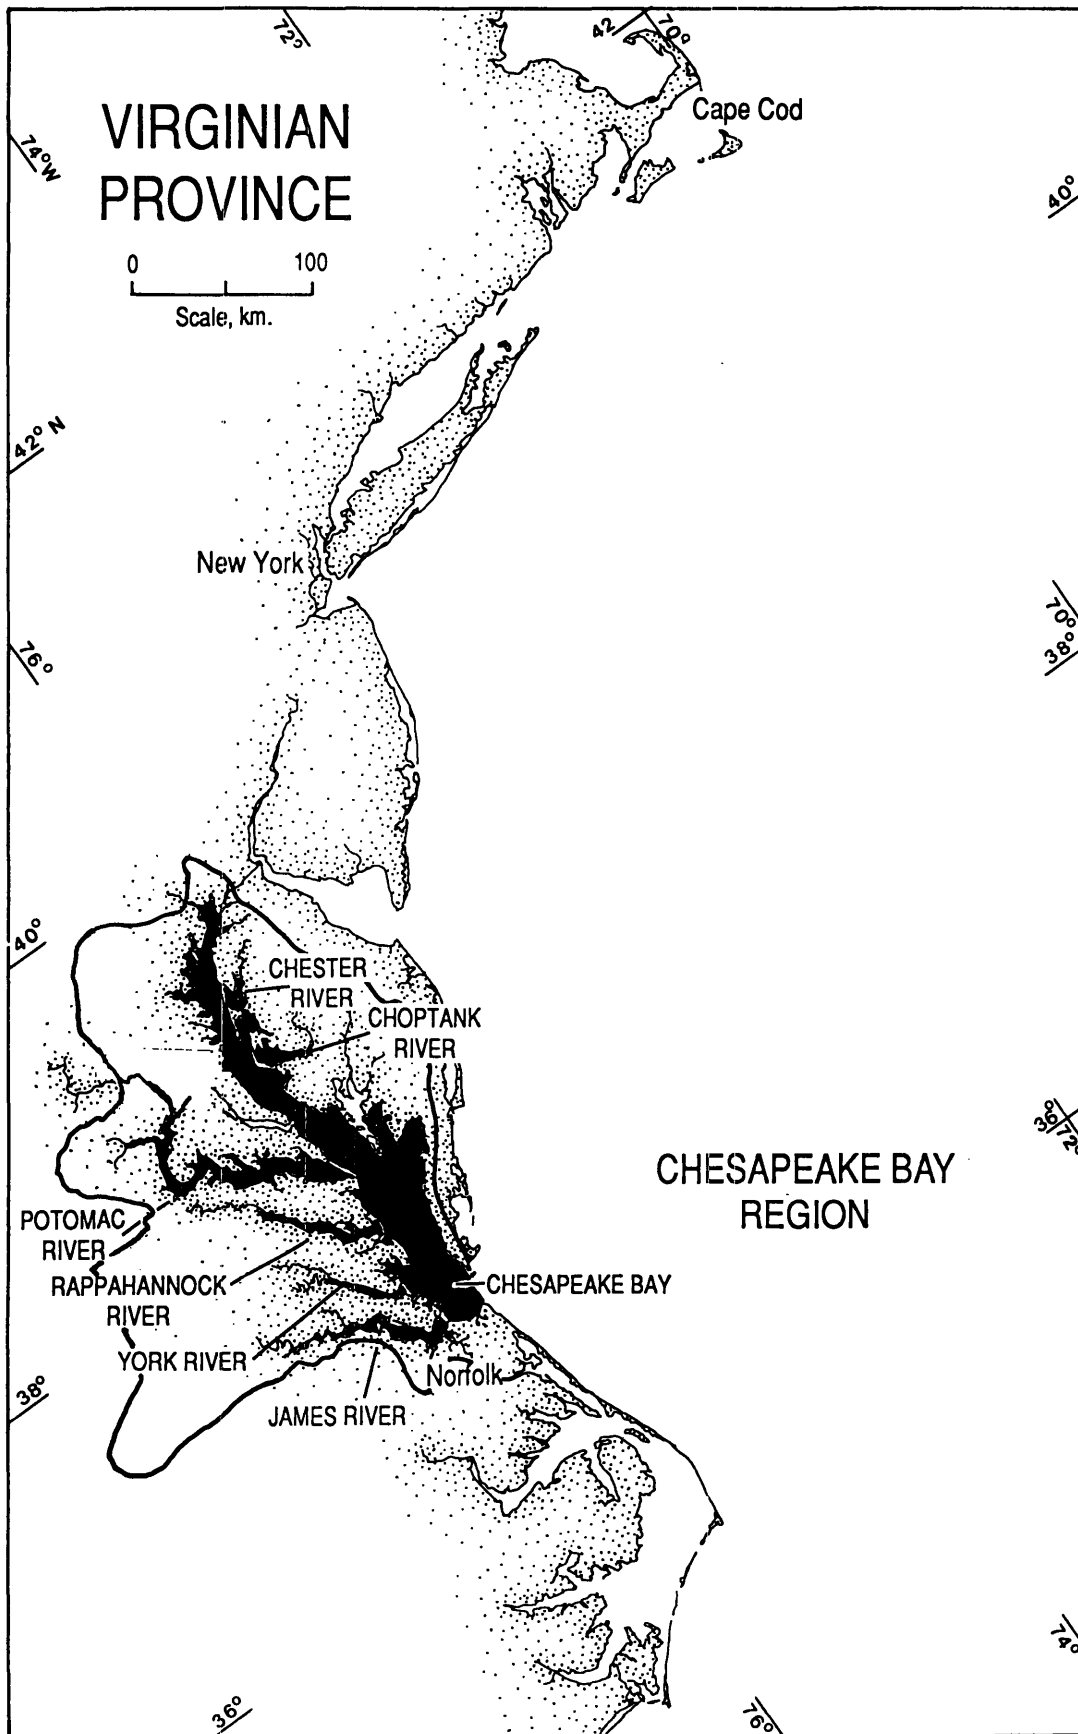 72°
42
70°
Cape Cod
VIRGINIAN
PROVINCE
74°W
40°
0 100
Scale, km.
42° N
New York
70°
38°
76°
40°
CHESTER
RIVER
CHOPTANK
RIVER
36°
72°
CHESAPEAKE BAY
REGION
POTOMAC
RIVER
RAPPAHANNOCK
RIVER
CHESAPEAKE BAY
YORK RIVER
Norfolk
38°
JAMES RIVER
74°
36°
76°